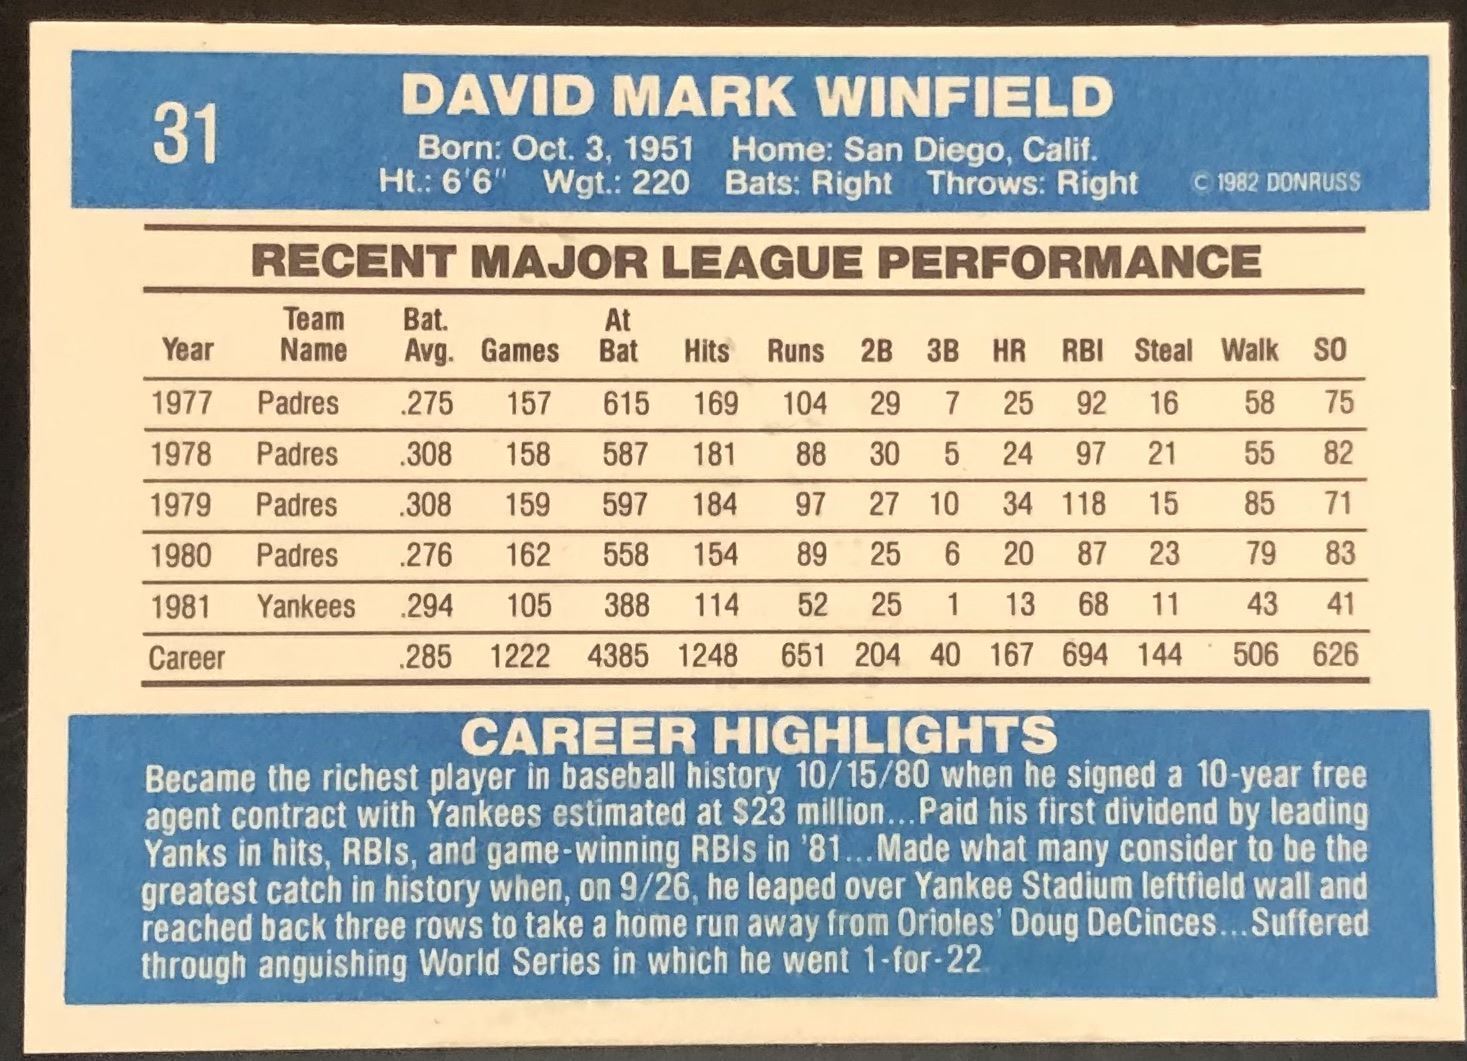 31
DAVID MARK WINFIELD
Born: Oct. 3, 1951 Home: San Diego, Calif.
Ht.: 6'6" Wgt.: 220 Bats: Right Throws: Right © 1982 DONRUSS
RECENT MAJOR LEAGUE PERFORMANCE
Team Bat. At
Year Name Avg. Games Bat Hits Runs 2B 3B HR RBI Steal Walk SO
1977 Padres .275 157 615 169 104 29 7 25 92 16 58 75
1978 Padres .308 158 587 181 88 30 5 24 97 21 55 82
1979 Padres .308 159 597 184 97 27 10 34 118 15 85 71
1980 Padres .276 162 558 154 89 25 6 20 87 23 79 83
1981 Yankees .294 105 388 114 52 25 1 13 68 11 43 41
Career .285 1222 4385 1248 651 204 40 167 694 144 506 626
CAREER HIGHLIGHTS
Became the richest player in baseball history 10/15/80 when he signed a 10-year free
agent contract with Yankees estimated at $23 million...Paid his first dividend by leading
Yanks in hits, RBIs, and game-winning RBIs in '81...Made what many consider to be the
greatest catch in history when, on 9/26, he leaped over Yankee Stadium leftfield wall and
reached back three rows to take a home run away from Orioles' Doug DeCinces...Suffered
through anguishing World Series in which he went 1-for-22